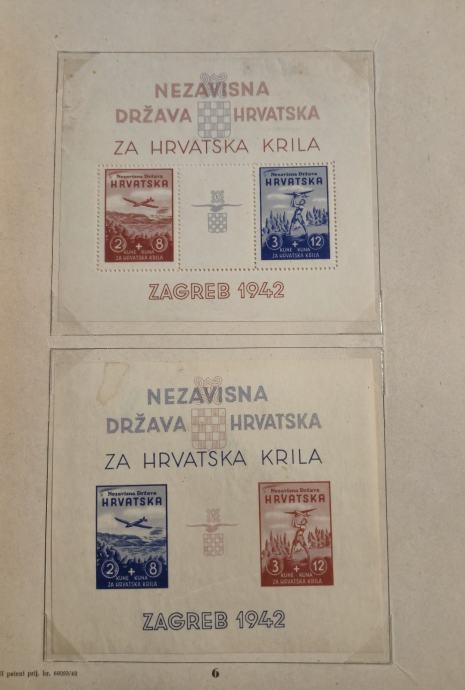 NEZAVISNA
DRŽAVA HRVATSKA
ZA HRVATSKA KRILA
Nezavisna Država
HRVATSKA
2 + 8
KUNE KUNA
ZA HRVATSKA KRILA
Nezavisna Država
HRVATSKA
3 + 12
KUNE KUNA
ZA HRVATSKA KRILA
ZAGREB 1942
NEZAVISNA
DRŽAVA HRVATSKA
ZA HRVATSKA KRILA
Nezavisna Država
HRVATSKA
2 + 8
KUNE KUNA
ZA HRVATSKA KRILA
Nezavisna Država
HRVATSKA
3 + 12
KUNE KUNA
ZA HRVATSKA KRILA
ZAGREB 1942
patent prij. br.
6